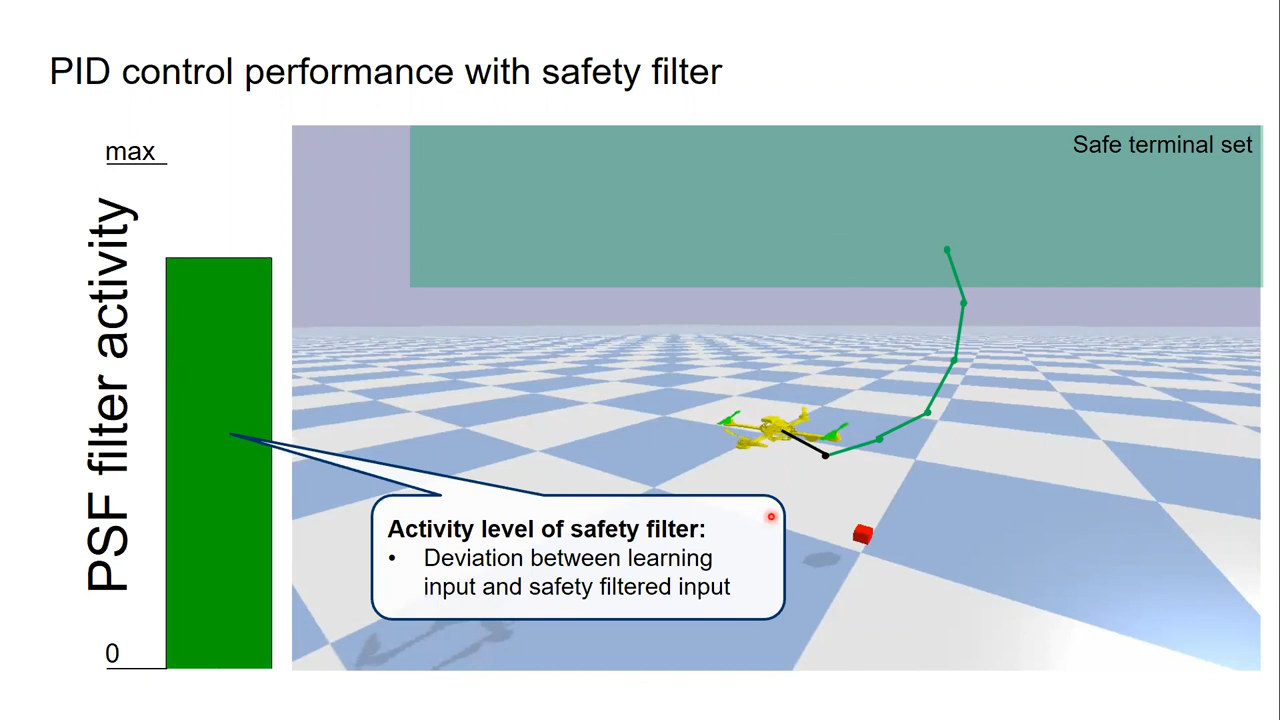 PID control performance with safety filter
max
PSF filter activity
0
Safe terminal set
Activity level of safety filter:
• Deviation between learning
input and safety filtered input